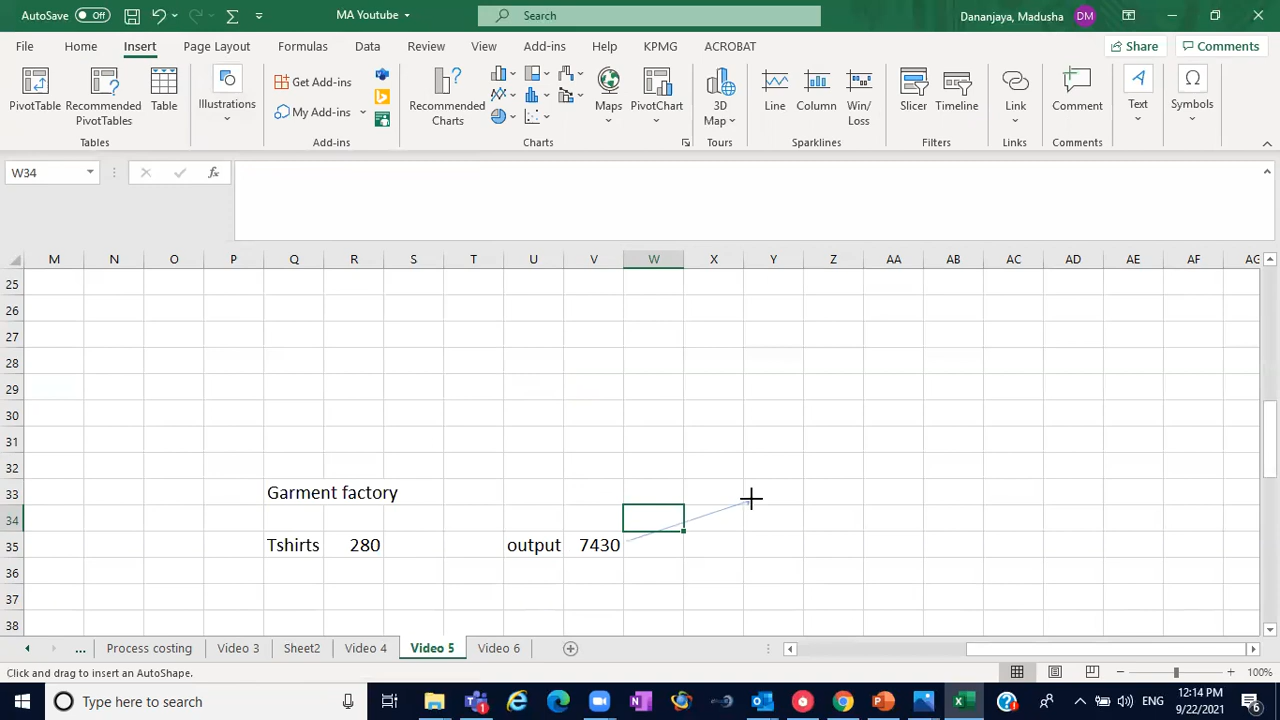 AutoSave Off MA Youtube Search Dananjaya, Madusha DM
File Home Insert Page Layout Formulas Data Review View Add-ins Help KPMG ACROBAT Share Comments
PivotTable Recommended PivotTables Table Illustrations Get Add-ins My Add-ins Recommended Charts Maps PivotChart 3D Map Line Column Win/Loss Slicer Timeline Link Comment Text Symbols
Tables Add-ins Charts Tours Sparklines Filters Links Comments
W34 fx
M N O P Q R S T U V W X Y Z AA AB AC AD AE AF AG
25
26
27
28
29
30
31
32
33 Garment factory
34
35 Tshirts 280 output 7430
36
37
38
... Process costing Video 3 Sheet2 Video 4 Video 5 Video 6
Click and drag to insert an AutoShape. 100%
Type here to search ENG 12:14 PM 9/22/2021 6